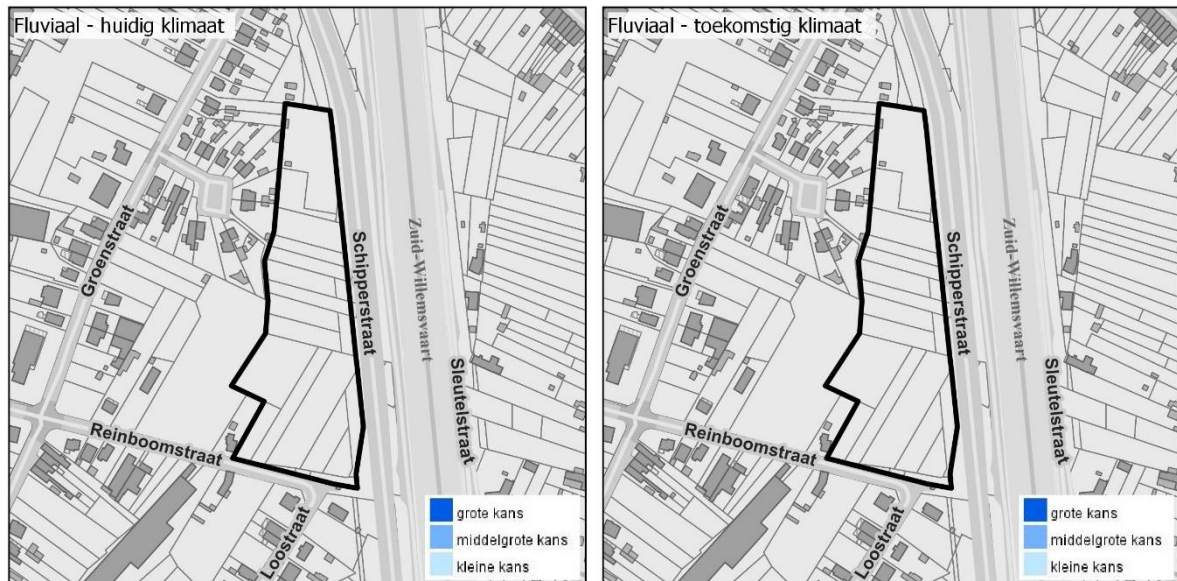 Fluviaal - huidig klimaat
Groenstraat
Schipperstraat
Zuid-Willemsvaart
Sleutelstraat
Reinboomstraat
Loostraat
grote kans
middelgrote kans
kleine kans
Fluviaal - toekomstig klimaat
Groenstraat
Schipperstraat
Zuid-Willemsvaart
Sleutelstraat
Reinboomstraat
Loostraat
grote kans
middelgrote kans
kleine kans